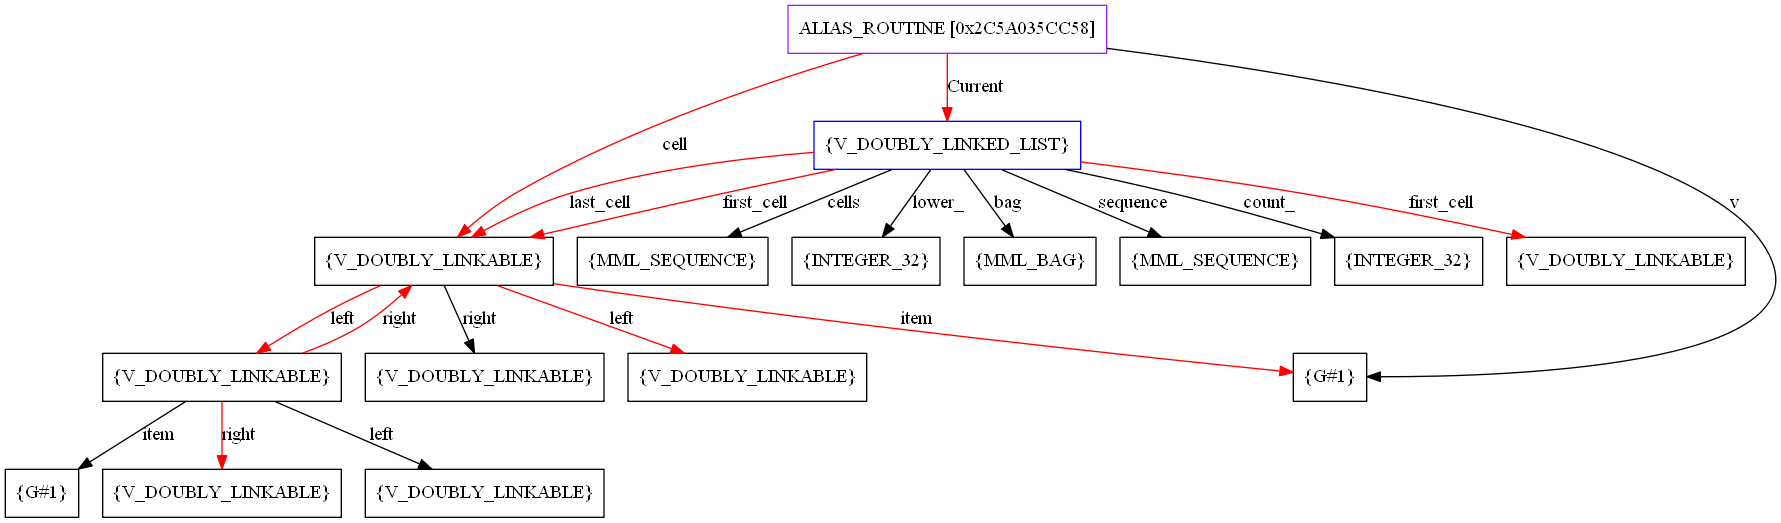 ALIAS_ROUTINE [0x2C5A035CC58]
Current
cell
{V_DOUBLY_LINKED_LIST}
last_cell
first_cell
cells
lower_
bag
sequence
count_
first_cell
v
{V_DOUBLY_LINKABLE}
{MML_SEQUENCE}
{INTEGER_32}
{MML_BAG}
{MML_SEQUENCE}
{INTEGER_32}
{V_DOUBLY_LINKABLE}
left
right
right
left
item
{V_DOUBLY_LINKABLE}
{V_DOUBLY_LINKABLE}
{V_DOUBLY_LINKABLE}
{G#1}
item
right
left
{G#1}
{V_DOUBLY_LINKABLE}
{V_DOUBLY_LINKABLE}